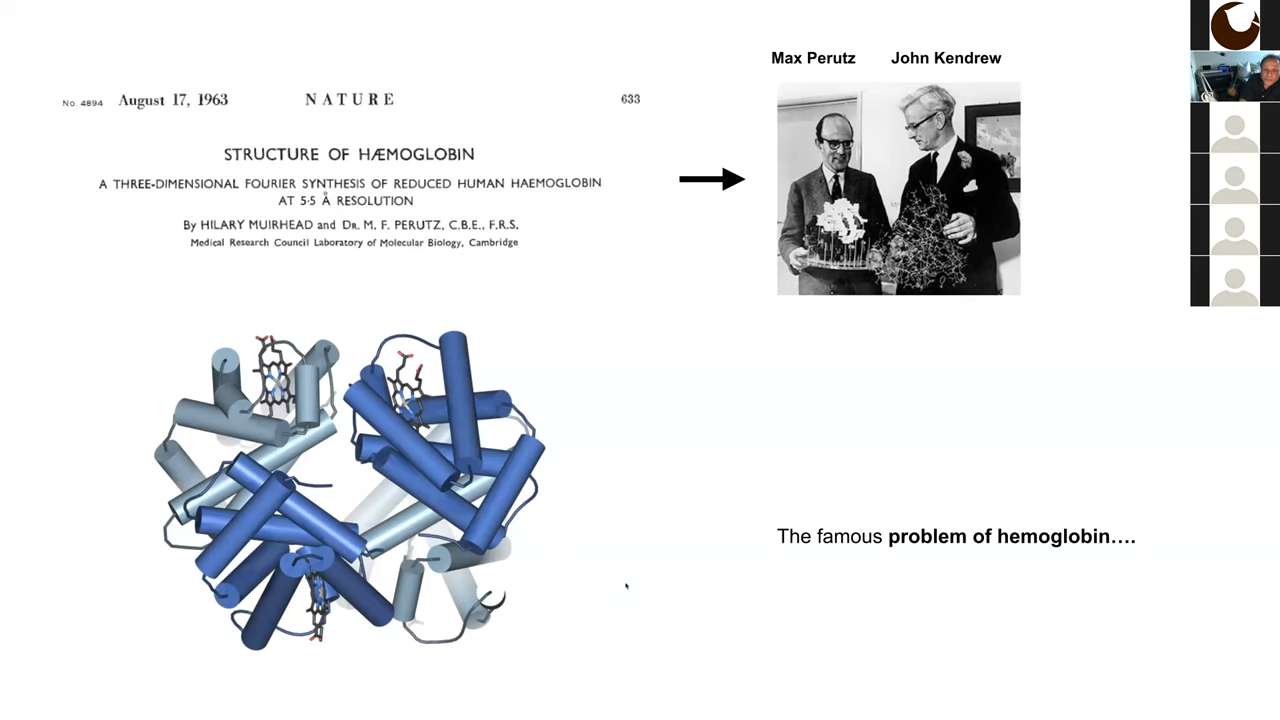 No. 4894 August 17, 1963 NATURE 633
STRUCTURE OF HÆMOGLOBIN
A THREE-DIMENSIONAL FOURIER SYNTHESIS OF REDUCED HUMAN HAEMOGLOBIN
AT 5·5 Å RESOLUTION
By HILARY MUIRHEAD and DR. M. F. PERUTZ, C.B.E., F.R.S.
Medical Research Council Laboratory of Molecular Biology, Cambridge
Max Perutz John Kendrew
The famous problem of hemoglobin....